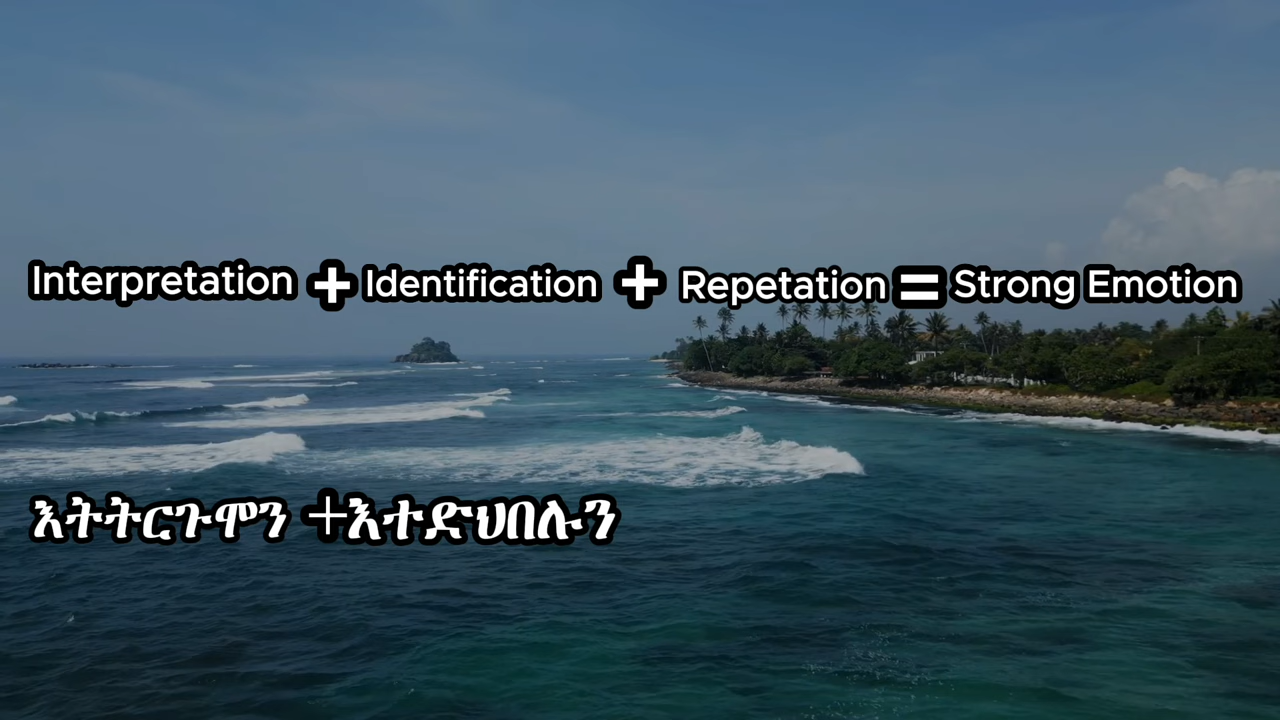 Interpretation + Identification + Repetation = Strong Emotion
እትትርጉሞን +እተድህበሉን